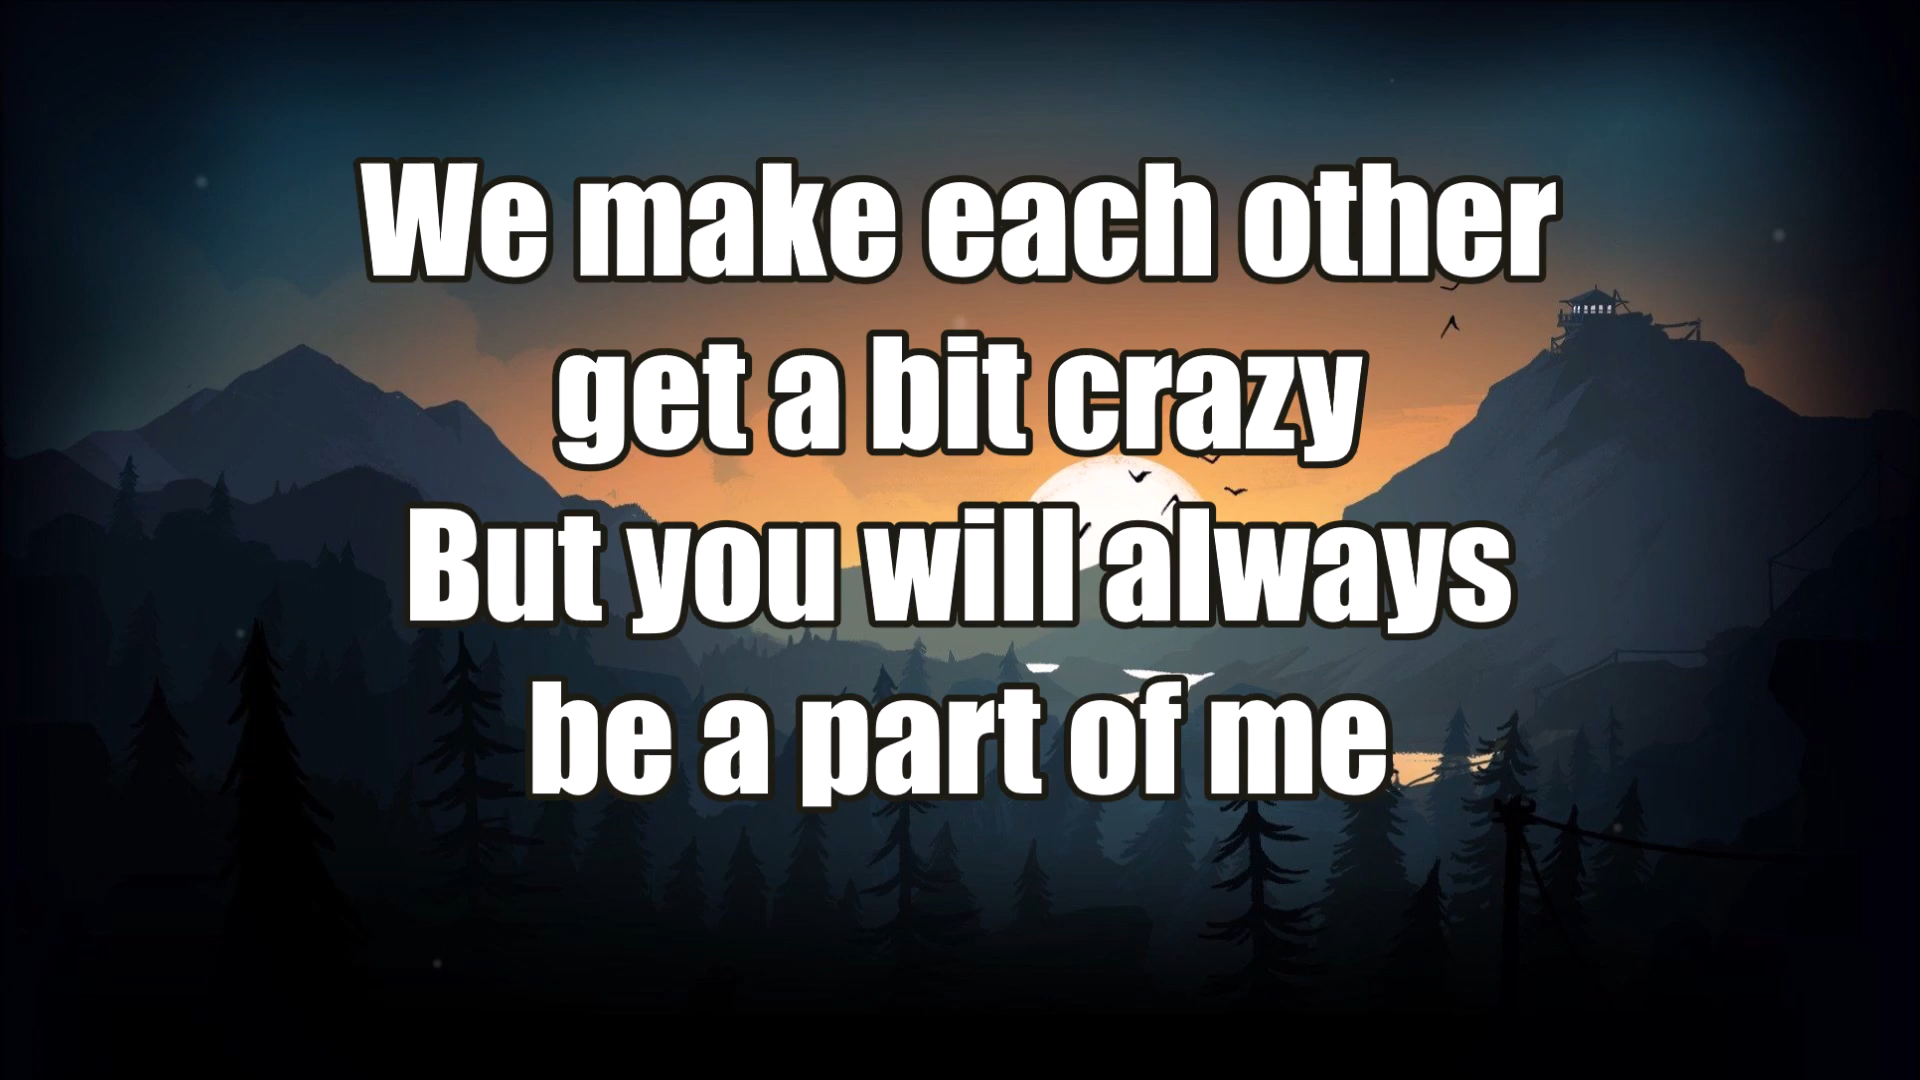 We make each other
get a bit crazy
But you will always
be a part of me